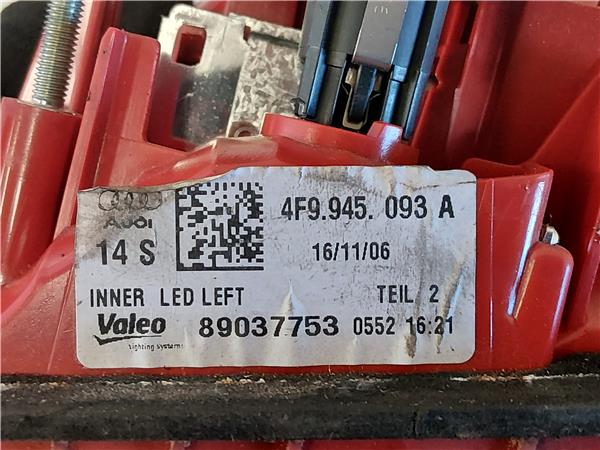 AUDI
4F9.945. 093 A
14 S
16/11/06
INNER LED LEFT TEIL 2
Valeo 89037753 0552 16:21
Lighting systems